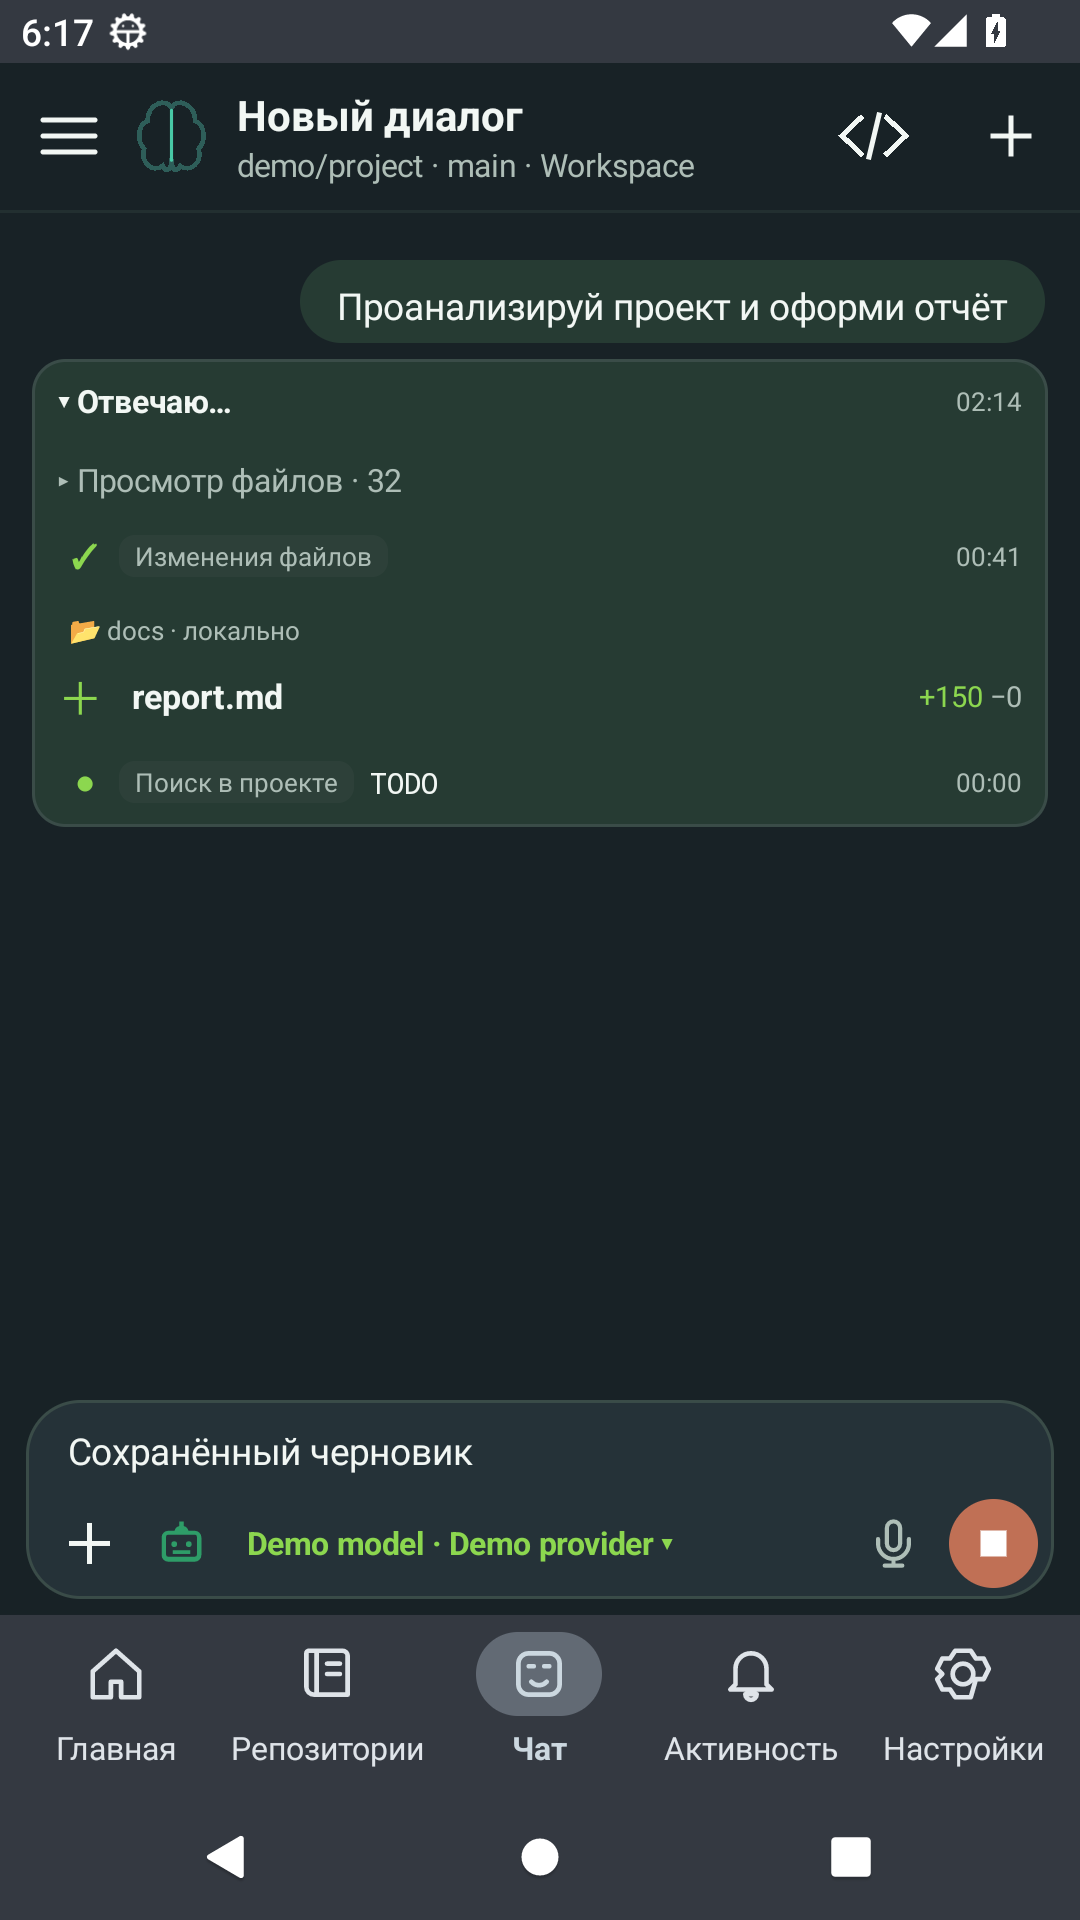 6:17
Новый диалог
demo/project · main · Workspace
Проанализируй проект и оформи отчёт
Отвечаю... 02:14
Просмотр файлов · 32
Изменения файлов 00:41
docs · локально
report.md +150 −0
Поиск в проекте TODO 00:00
Сохранённый черновик
Demo model · Demo provider
Главная Репозитории Чат Активность Настройки